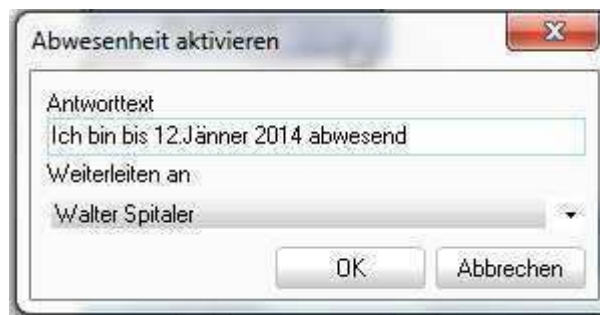 Abwesenheit aktivieren
Antworttext
Ich bin bis 12.Jänner 2014 abwesend
Weiterleiten an
Walter Spitaler
OK Abbrechen